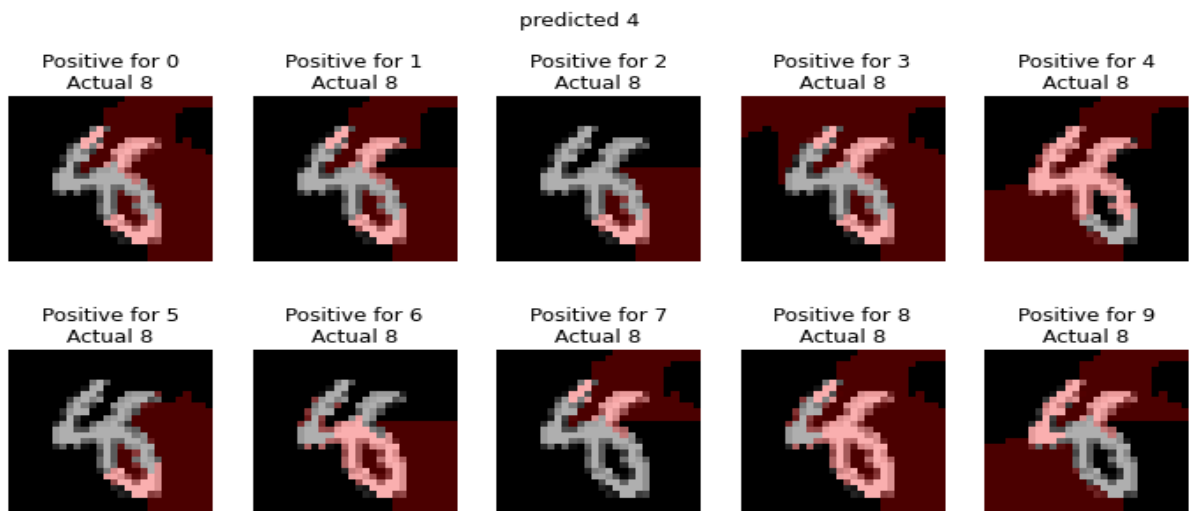 predicted 4
Positive for 0
Actual 8
Positive for 1
Actual 8
Positive for 2
Actual 8
Positive for 3
Actual 8
Positive for 4
Actual 8
Positive for 5
Actual 8
Positive for 6
Actual 8
Positive for 7
Actual 8
Positive for 8
Actual 8
Positive for 9
Actual 8